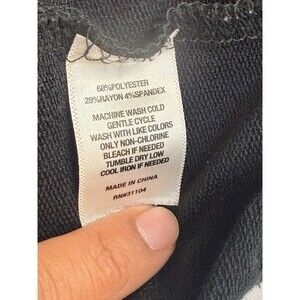 68%POLYESTER
28%RAYON 4%SPANDEX
MACHINE WASH COLD
GENTLE CYCLE
WASH WITH LIKE COLORS
ONLY NON-CHLORINE
BLEACH IF NEEDED
TUMBLE DRY LOW
COOL IRON IF NEEDED
MADE IN CHINA
RN#31104